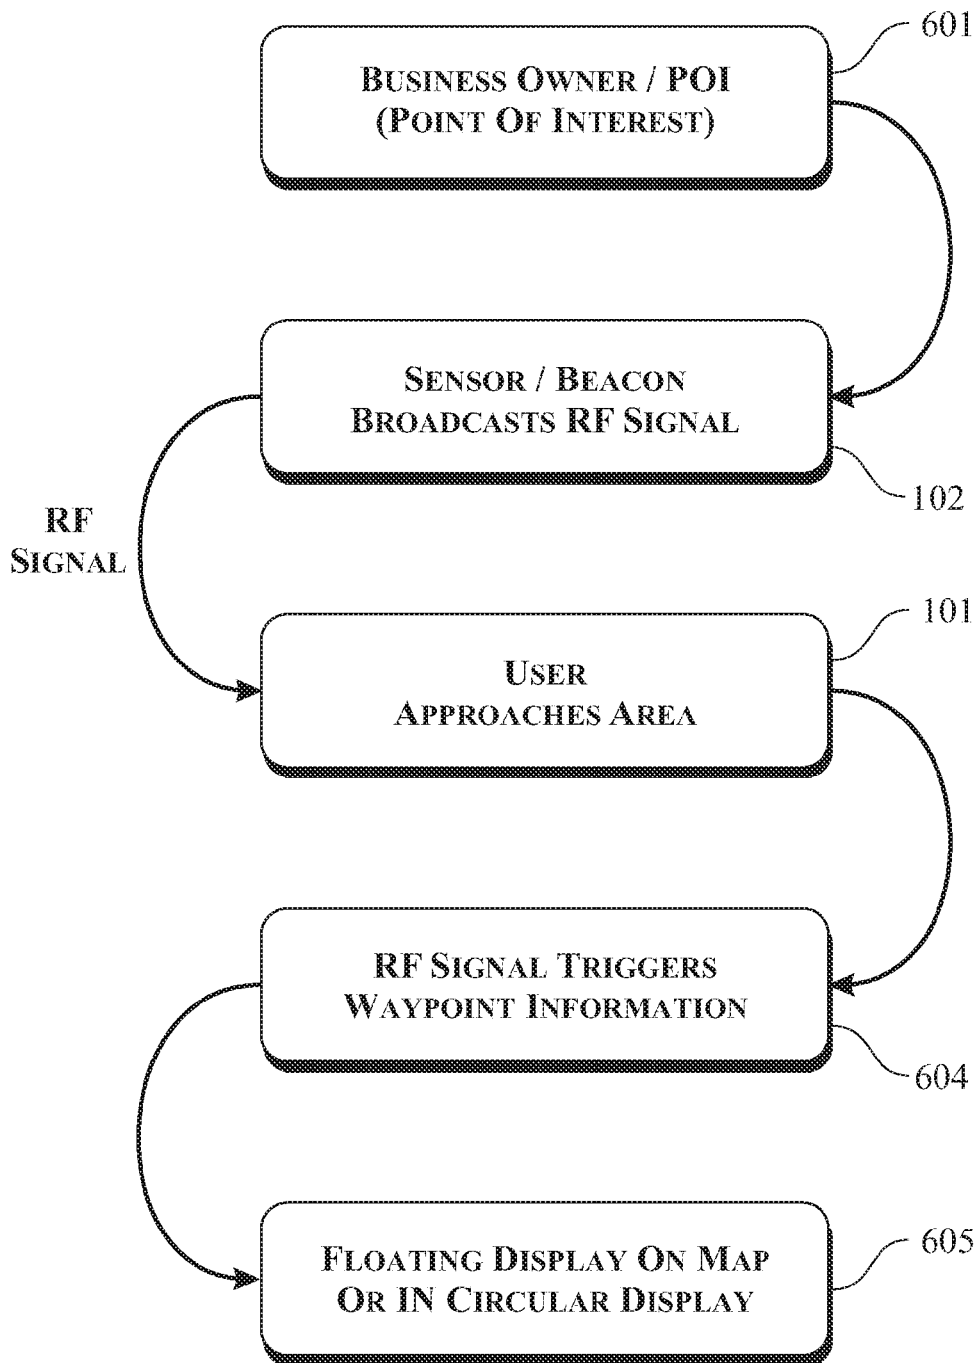 601
BUSINESS OWNER / POI
(POINT OF INTEREST)
SENSOR / BEACON
BROADCASTS RF SIGNAL
102
RF
SIGNAL
101
USER
APPROACHES AREA
RF SIGNAL TRIGGERS
WAYPOINT INFORMATION
604
605
FLOATING DISPLAY ON MAP
OR IN CIRCULAR DISPLAY